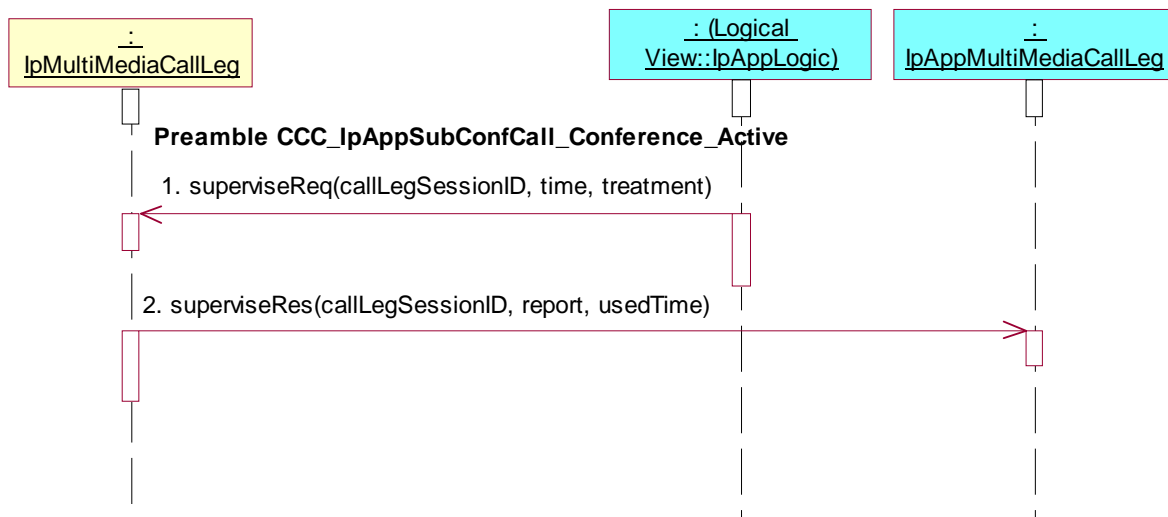 :
IpMultiMediaCallLeg
: (Logical
View::IpAppLogic)
:
IpAppMultiMediaCallLeg
Preamble CCC_IpAppSubConfCall_Conference_Active
1. superviseReq(callLegSessionID, time, treatment)
2. superviseRes(callLegSessionID, report, usedTime)